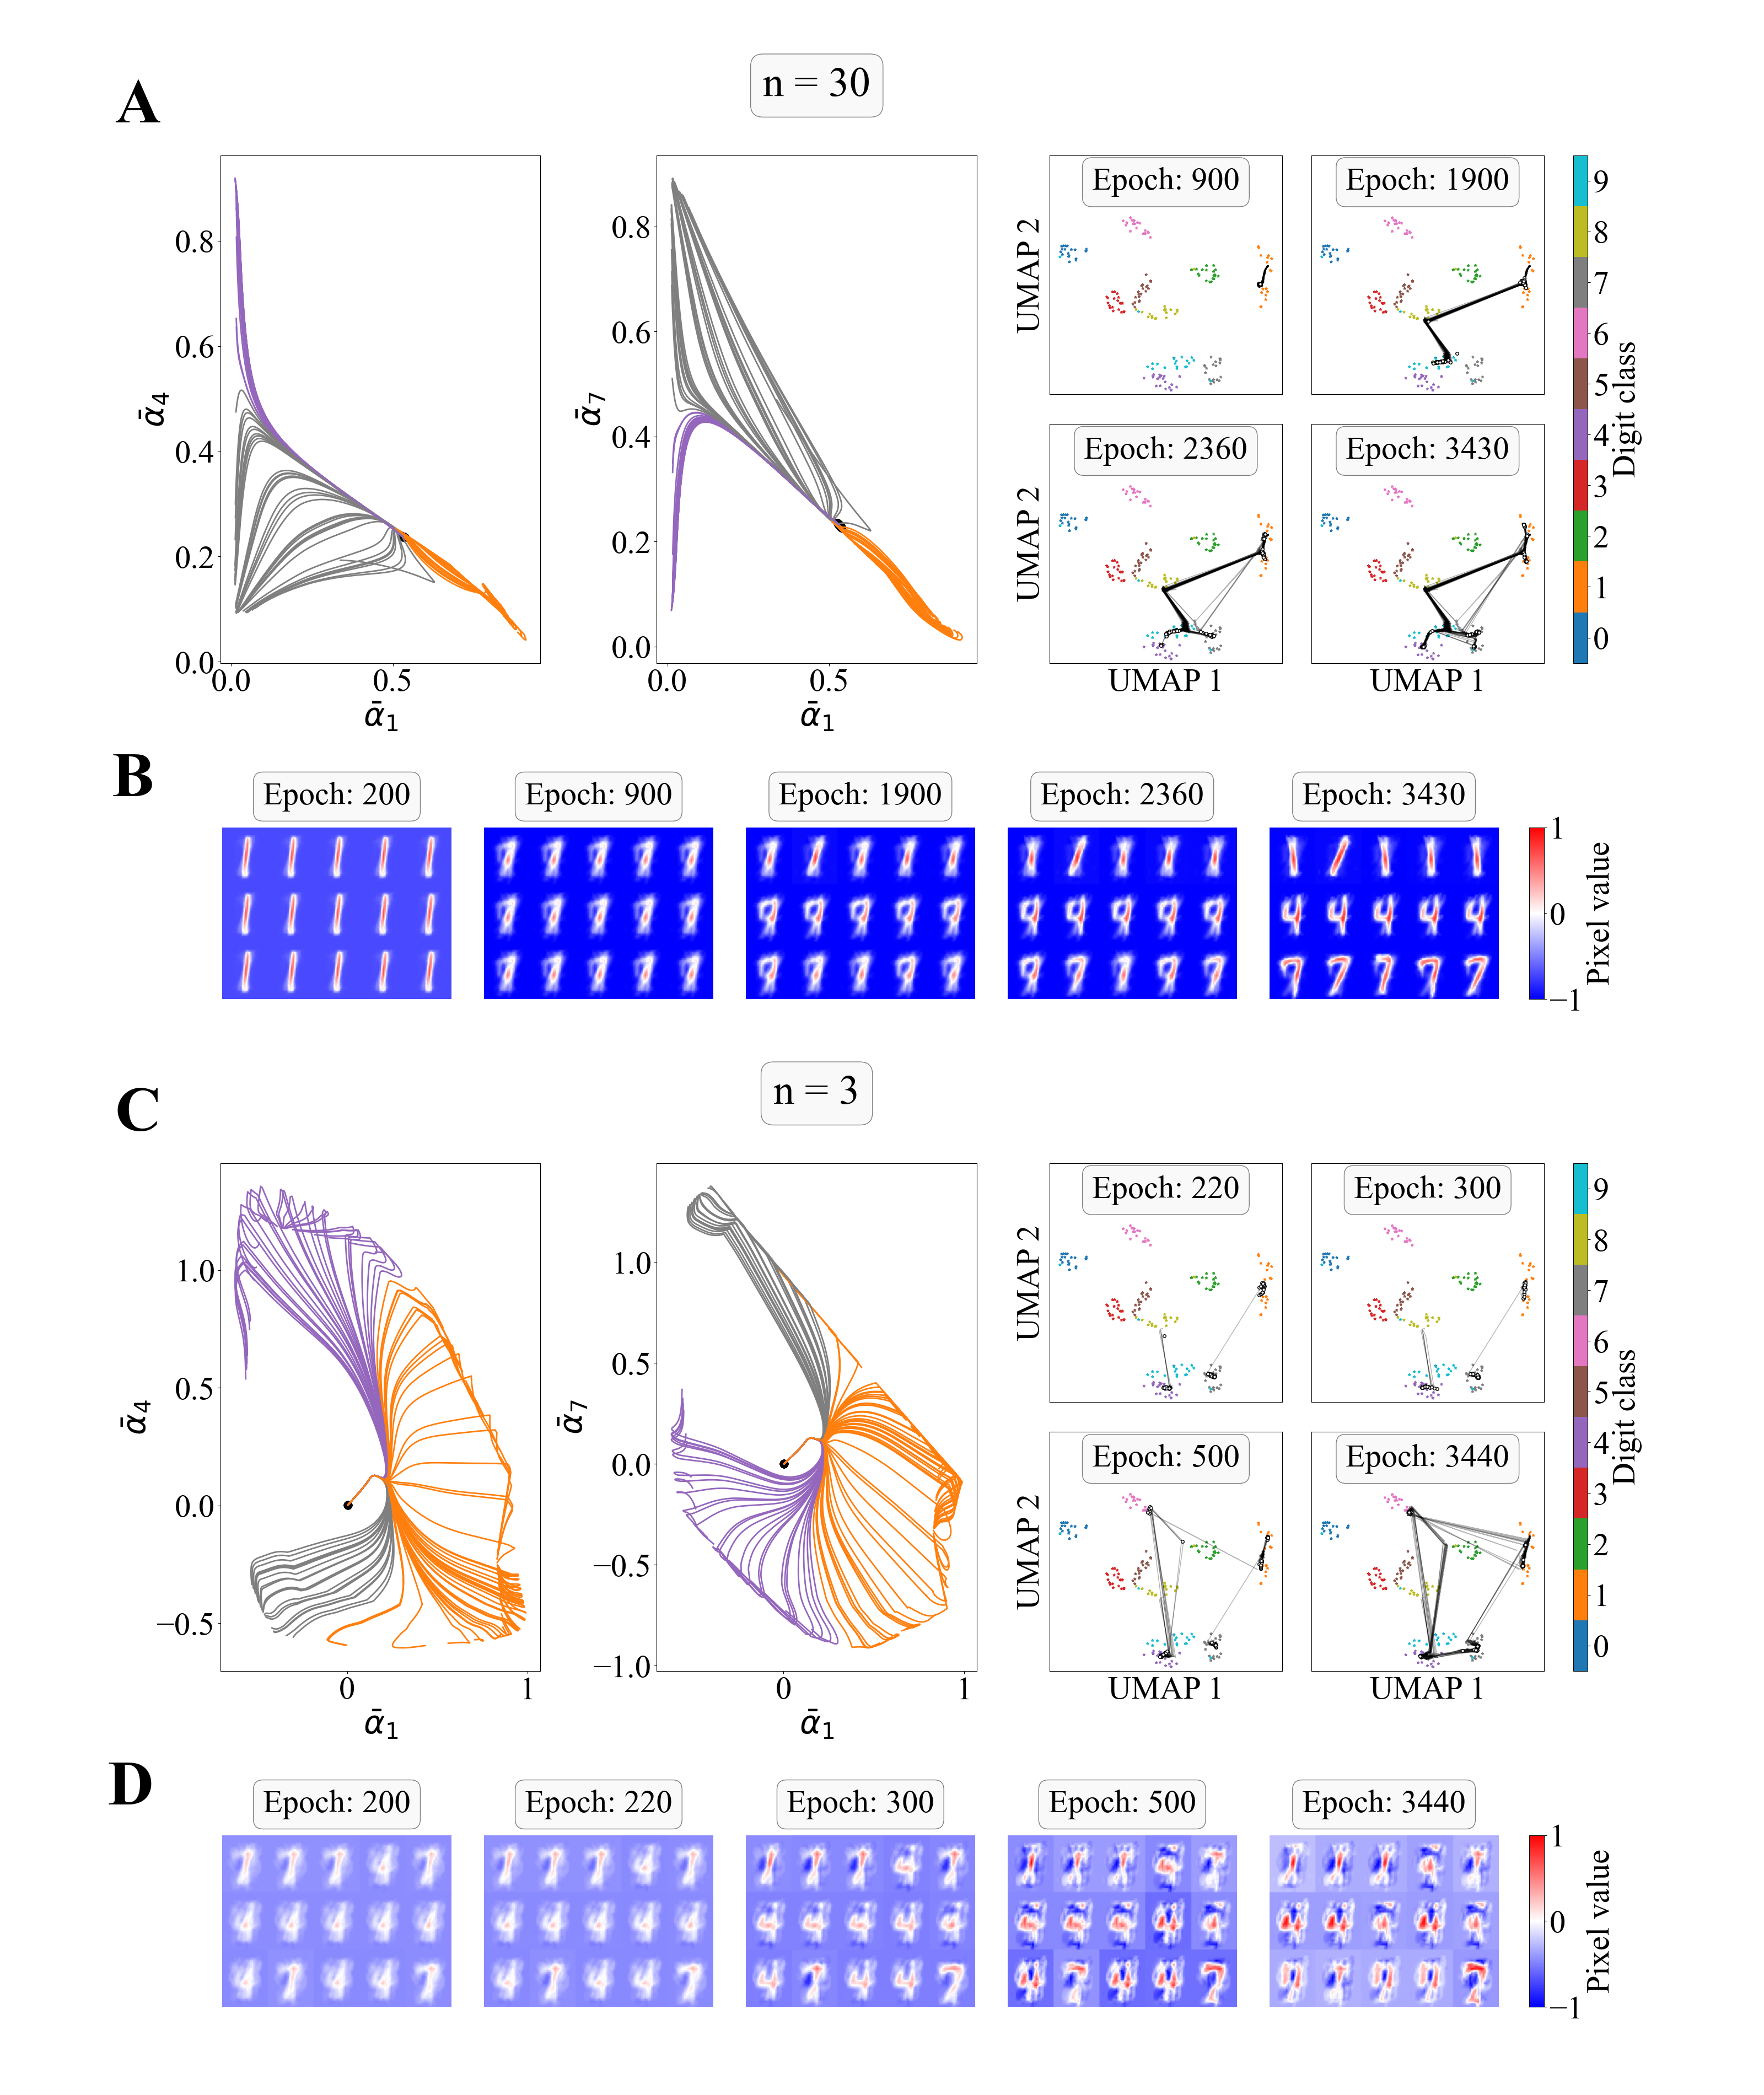 n = 30
A
0.8
0.6
0.4
0.2
0.0
0.0
0.5
ᾱ₄
ᾱ₁
0.8
0.6
0.4
0.2
0.0
0.0
0.5
ᾱ₇
ᾱ₁
Epoch: 900
Epoch: 1900
Epoch: 2360
Epoch: 3430
UMAP 2
UMAP 2
UMAP 1
UMAP 1
9
8
7
6
5
4
3
2
1
0
Digit class
B
Epoch: 200
Epoch: 900
Epoch: 1900
Epoch: 2360
Epoch: 3430
1
0
−1
Pixel value
n = 3
C
1.0
0.5
0.0
−0.5
0
1
ᾱ₄
ᾱ₁
1.0
0.5
0.0
−0.5
−1.0
0
1
ᾱ₇
ᾱ₁
Epoch: 220
Epoch: 300
Epoch: 500
Epoch: 3440
UMAP 2
UMAP 2
UMAP 1
UMAP 1
9
8
7
6
5
4
3
2
1
0
Digit class
D
Epoch: 200
Epoch: 220
Epoch: 300
Epoch: 500
Epoch: 3440
1
0
−1
Pixel value